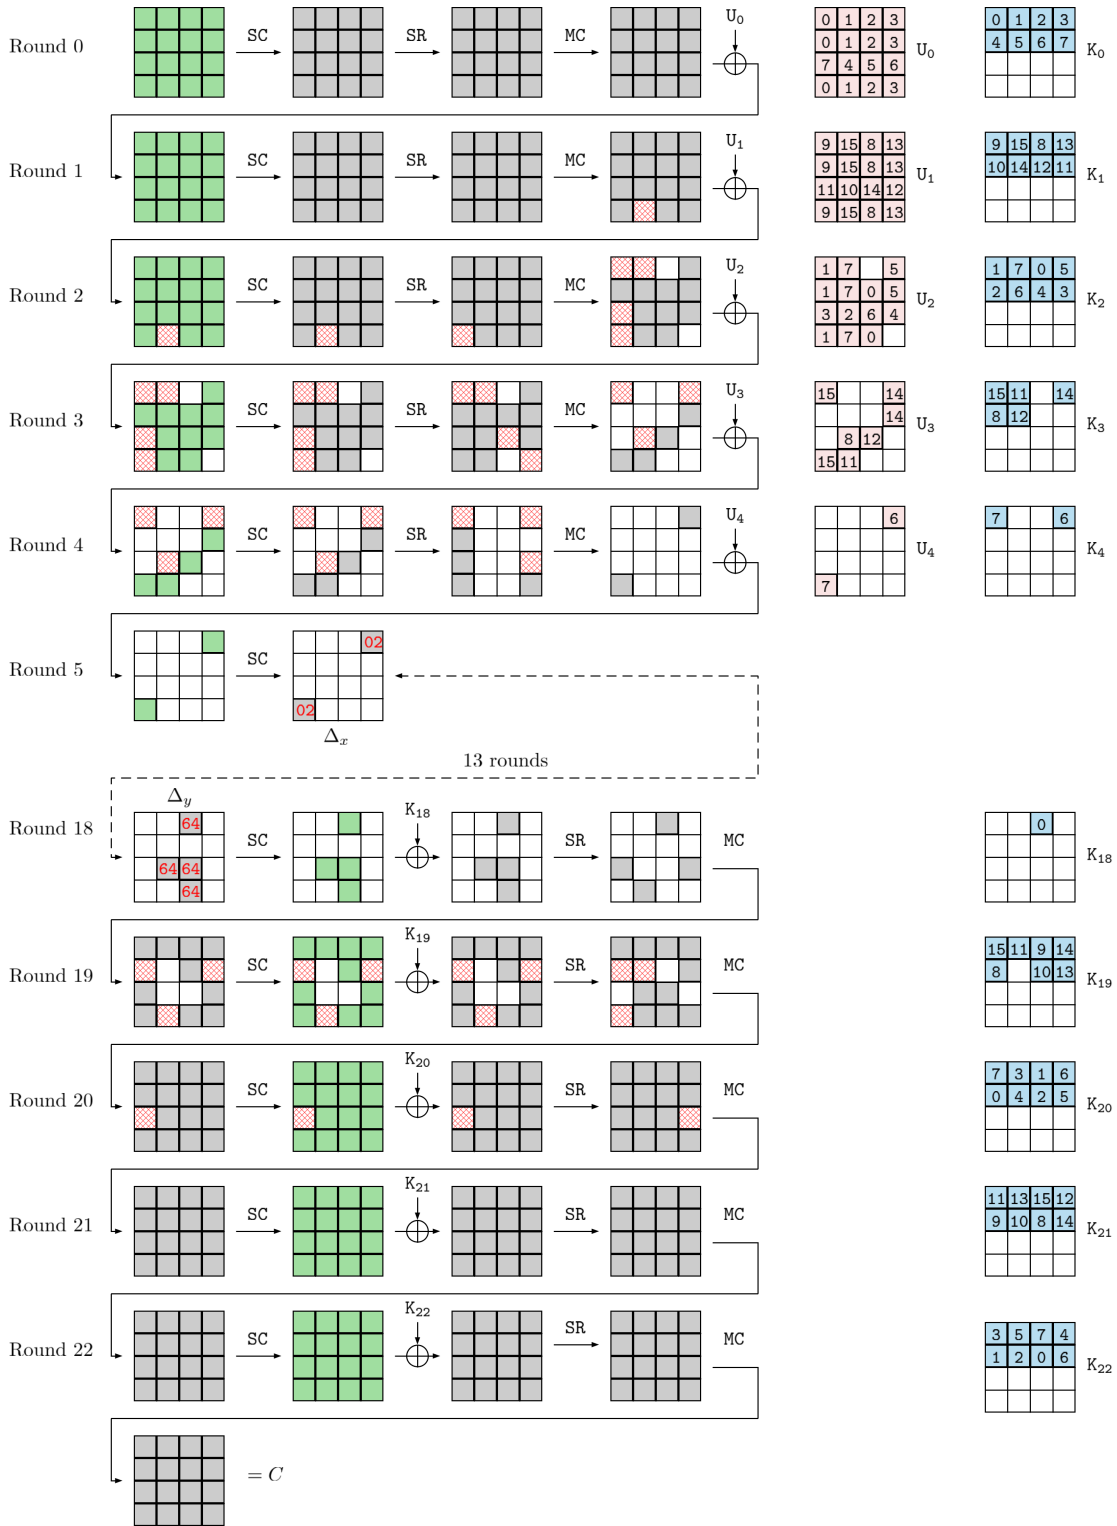 Round 0 SC SR MC U0
0 1 2 3
0 1 2 3
7 4 5 6
0 1 2 3
U0
0 1 2 3
4 5 6 7
K0
Round 1 SC SR MC U1
9 15 8 13
9 15 8 13
11 10 14 12
9 15 8 13
U1
9 15 8 13
10 14 12 11
K1
Round 2 SC SR MC U2
1 7 5
1 7 0 5
3 2 6 4
1 7 0
U2
1 7 0 5
2 6 4 3
K2
Round 3 SC SR MC U3
15 14
14
8 12
15 11
U3
15 11 14
8 12
K3
Round 4 SC SR MC U4
6
7
U4
7 6
K4
Round 5 SC
02
02
Δx
13 rounds
Δy
Round 18 SC K18 SR MC
64
64 64
64
0
K18
Round 19 SC K19 SR MC
15 11 9 14
8 10 13
K19
Round 20 SC K20 SR MC
7 3 1 6
0 4 2 5
K20
Round 21 SC K21 SR MC
11 13 15 12
9 10 8 14
K21
Round 22 SC K22 SR MC
3 5 7 4
1 2 0 6
K22
= C